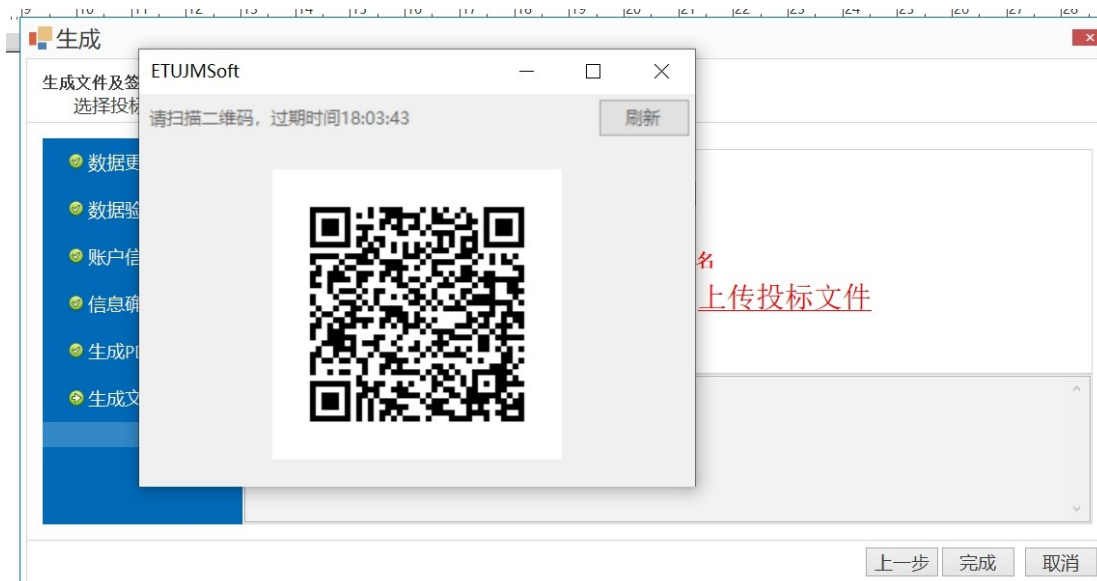 生成
ETUJMSoft
生成文件及签
选择投标
请扫描二维码，过期时间18:03:43
刷新
数据更
数据验
账户信
信息确
生成
生成文
名
上传投标文件
上一步
完成
取消